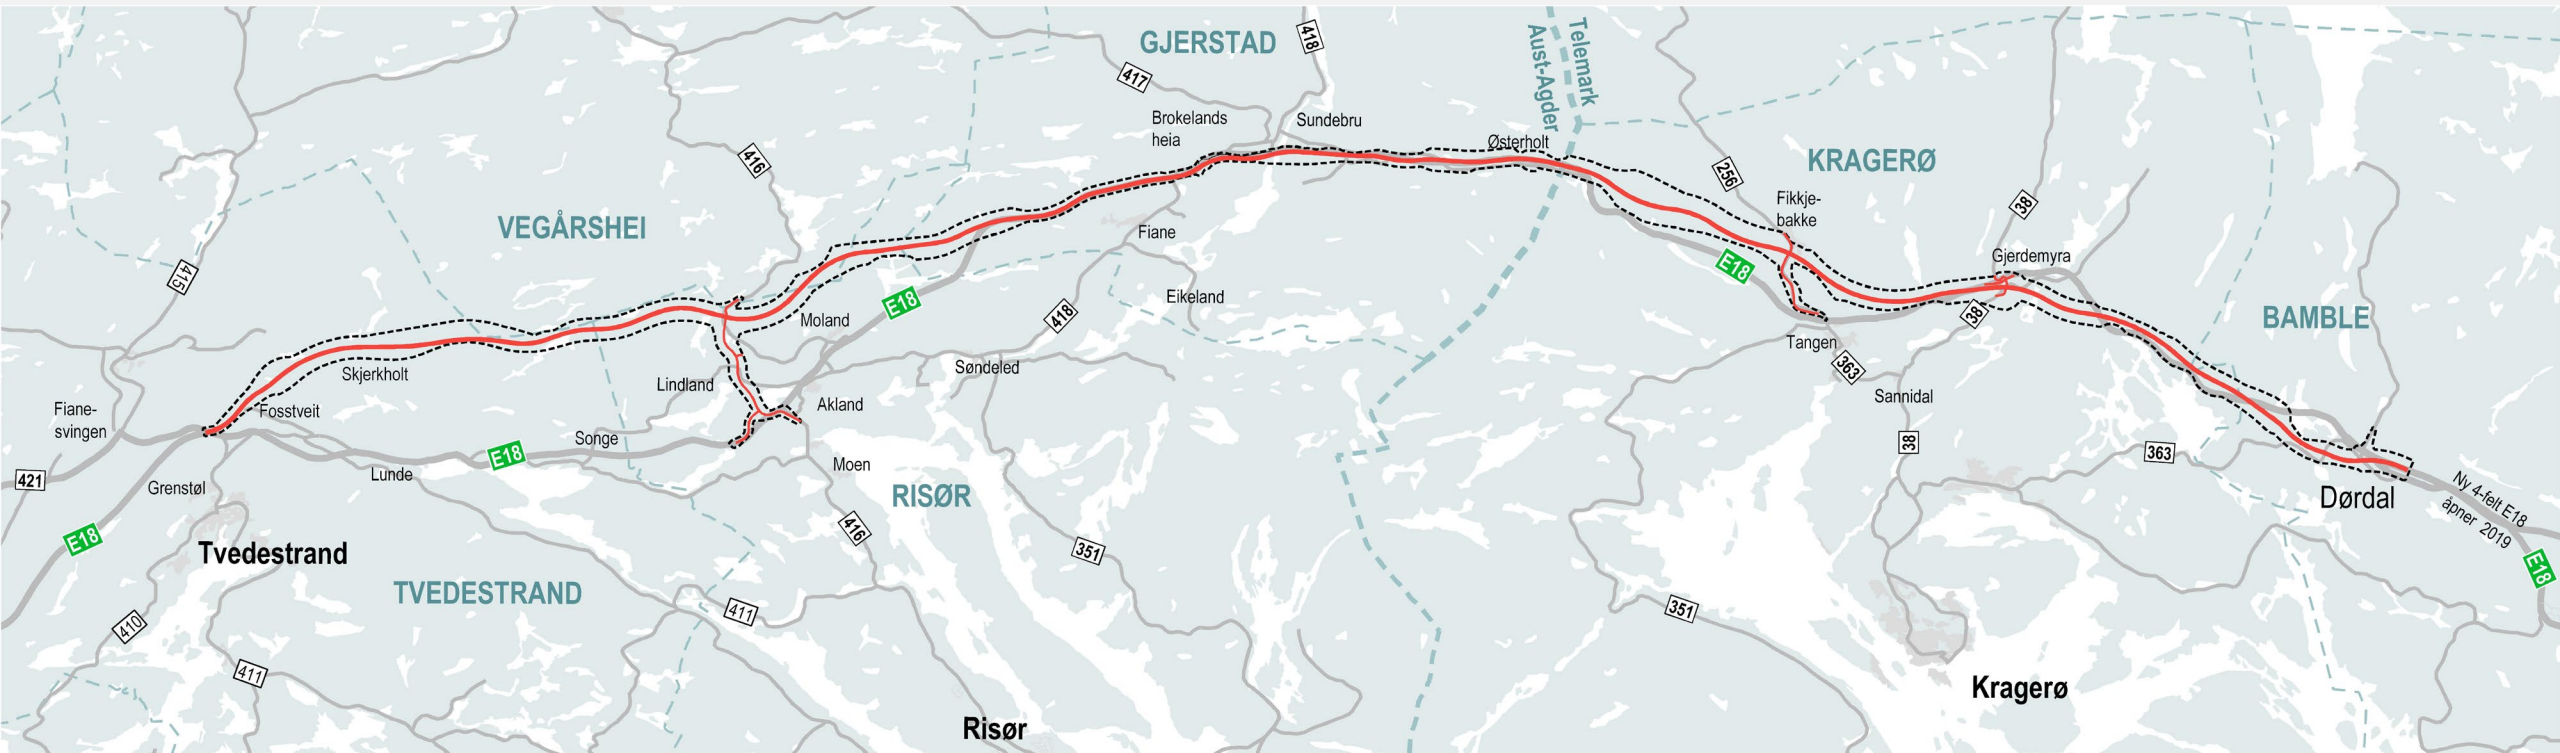 GJERSTAD
418
Telemark
Aust-Agder
417
Brokelands
heia
Sundebru
Østerholt
416
256
KRAGERØ
Fikkje-
bakke
38
VEGÅRSHEI
Fiane
Gjerdemyra
415
E18
E18
Eikeland
418
38
BAMBLE
Moland
Tangen
Skjerkholt
Lindland
Søndeled
363
Sannidal
Fiane-
svingen
Fosstveit
Akland
Songe
38
363
E18
421
Lunde
Moen
Grenstøl
RISØR
Dørdal
Ny 4-felt E18
åpner 2019
E18
416
351
Tvedestrand
E18
TVEDESTRAND
411
351
410
411
Kragerø
Risør